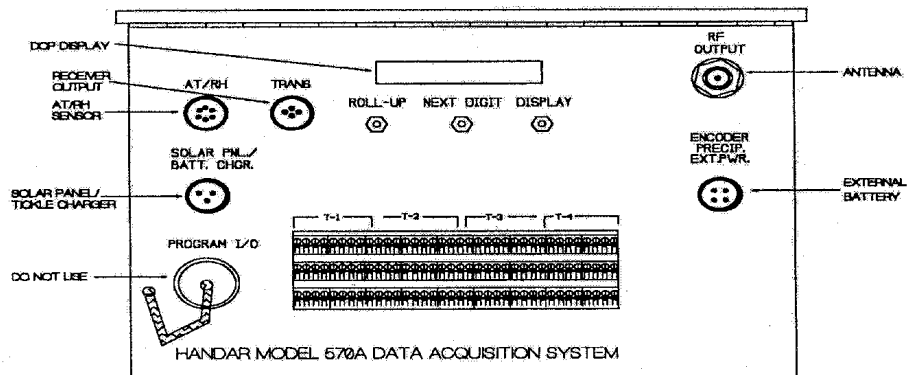 DCP DISPLAY
RECEIVER OUTPUT
AT/RH SENSOR
SOLAR PANEL/
TICKLE CHARGER
DO NOT USE
AT/RH
TRANS
ROLL-UP NEXT DIGIT DISPLAY
SOLAR PNL./
BATT. CHGR.
PROGRAM I/O
T-1 T-2 T-3 T-4
RF
OUTPUT
ANTENNA
ENCODER
PRECIP.
EXT.PWR.
EXTERNAL
BATTERY
HANDAR MODEL 570A DATA ACQUISITION SYSTEM